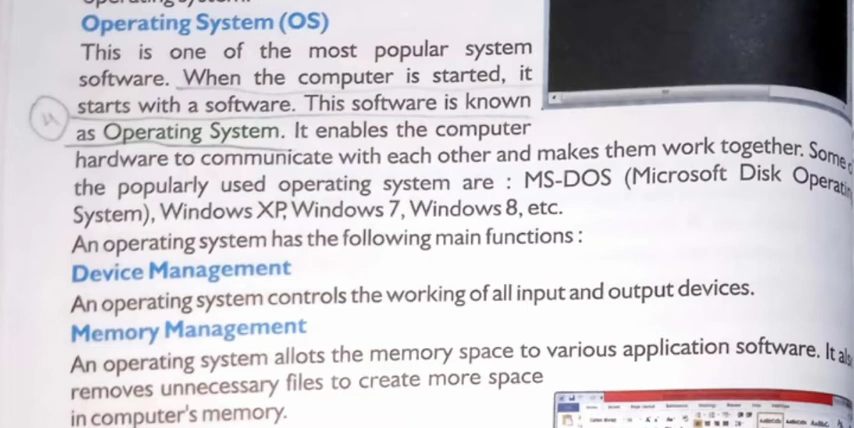 Operating System (OS)
This is one of the most popular system
software. When the computer is started, it
starts with a software. This software is known
as Operating System. It enables the computer
hardware to communicate with each other and makes them work together. Some
the popularly used operating system are : MS-DOS (Microsoft Disk Operatin
System), Windows XP, Windows 7, Windows 8, etc.
An operating system has the following main functions :
Device Management
An operating system controls the working of all input and output devices.
Memory Management
An operating system allots the memory space to various application software. It als
removes unnecessary files to create more space
in computer's memory.